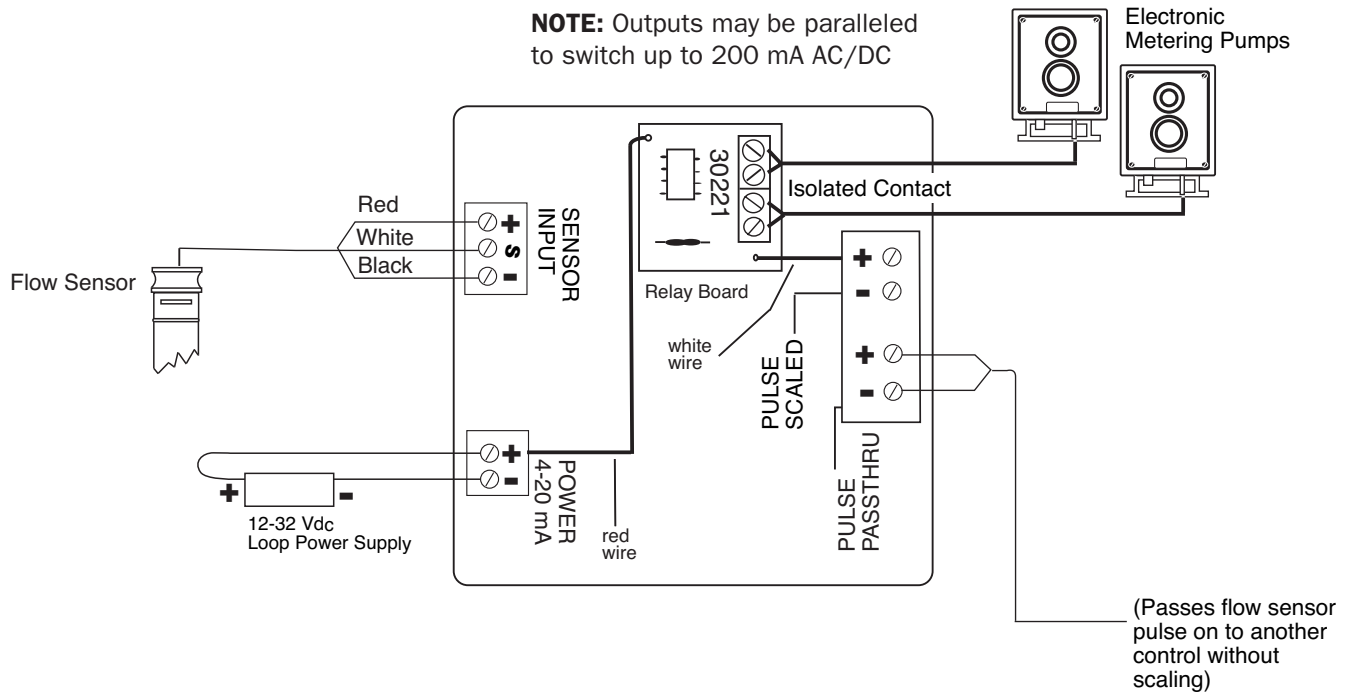 NOTE: Outputs may be paralleled
to switch up to 200 mA AC/DC
Electronic
Metering Pumps
30221
Isolated Contact
Relay Board
Red
White
Black
+
S
-
SENSOR
INPUT
Flow Sensor
white
wire
+
-
PULSE
SCALED
+
-
PULSE
PASSTHRU
+
-
POWER
4-20 mA
red
wire
+
-
12-32 Vdc
Loop Power Supply
(Passes flow sensor
pulse on to another
control without
scaling)